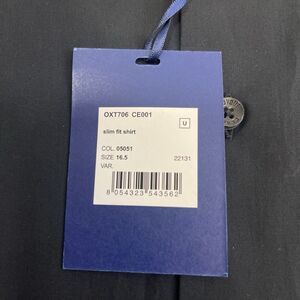 OXT706 CE001
U
slim fit shirt
COL. 05051
SIZE 16.5
22131
VAR.
8 054323 543562